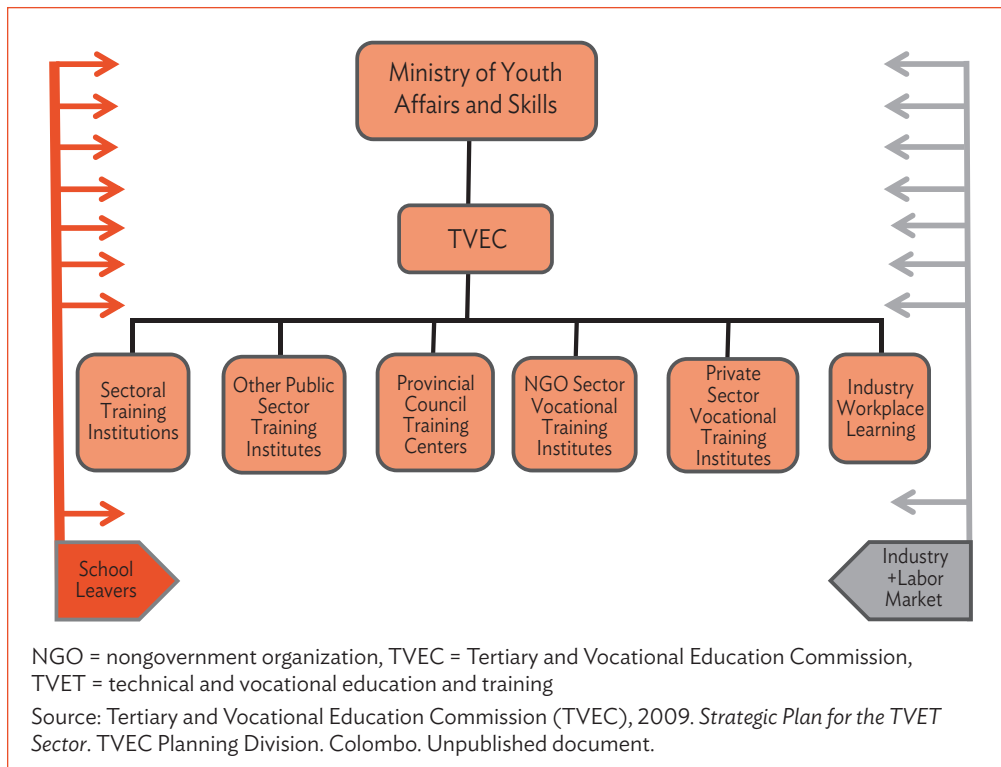 Ministry of Youth
Affairs and Skills
TVEC
Sectoral
Training
Institutions
Other Public
Sector
Training
Institutes
Provincial
Council
Training
Centers
NGO Sector
Vocational
Training
Institutes
Private
Sector
Vocational
Training
Institutes
Industry
Workplace
Learning
School
Leavers
Industry
+Labor
Market
NGO = nongovernment organization, TVEC = Tertiary and Vocational Education Commission,
TVET = technical and vocational education and training
Source: Tertiary and Vocational Education Commission (TVEC), 2009. Strategic Plan for the TVET
Sector. TVEC Planning Division. Colombo. Unpublished document.